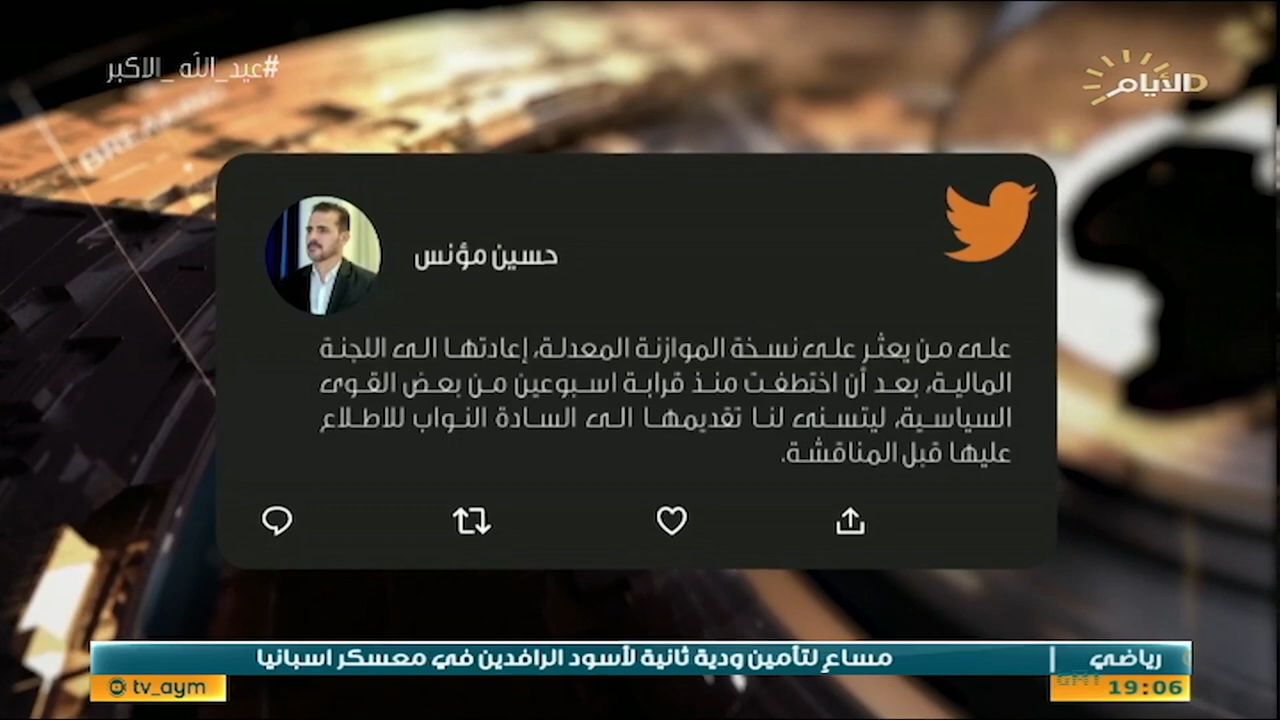 #عيد_الله_الاكبر
الأيام
حسين مؤنس
على من يعثر على نسخة الموازنة المعدلة، إعادتها الى اللجنة
المالية، بعد أن اختطفت منذ قرابة اسبوعين من بعض القوى
السياسية، ليتسنى لنا تقديمها الى السادة النواب للاطلاع
عليها قبل المناقشة.
رياضي | مساعٍ لتأمين ودية ثانية لأسود الرافدين في معسكر اسبانيا
tv_aym
GMT 19:06